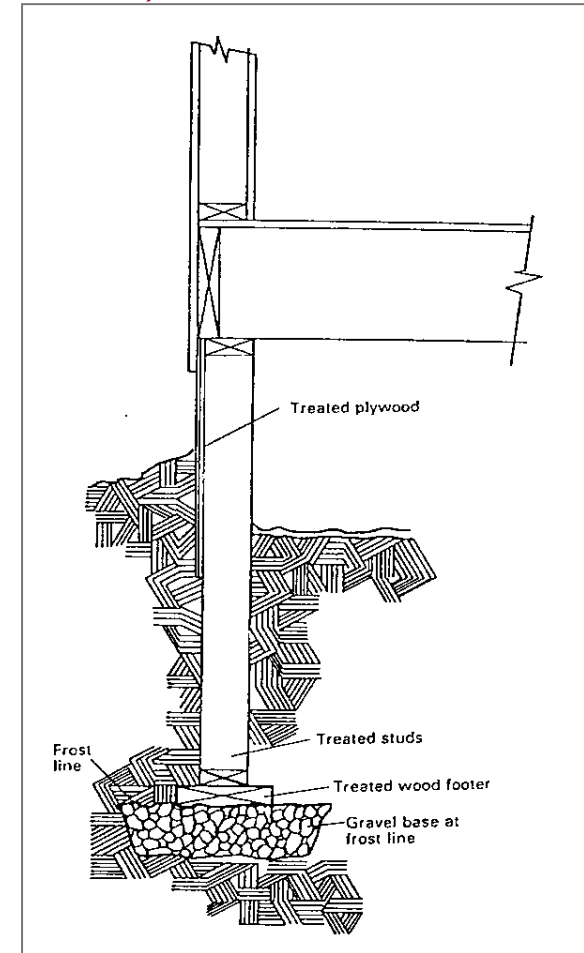 Treated plywood
Treated studs
Frost
line
Treated wood footer
Gravel base at
frost line